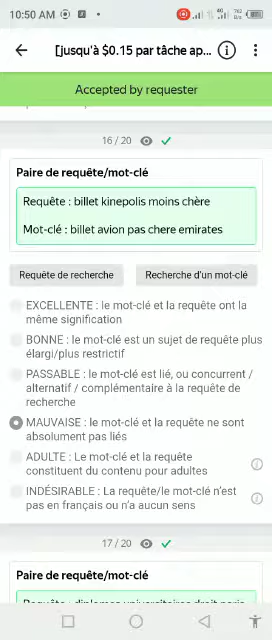 10:50 AM
[jusqu'à $0.15 par tâche ap...
Accepted by requester
16 / 20
Paire de requête/mot-clé
Requête : billet kinepolis moins chère
Mot-clé : billet avion pas chere emirates
Requête de recherche
Recherche d'un mot-clé
EXCELLENTE : le mot-clé et la requête ont la
même signification
BONNE : le mot-clé est un sujet de requête plus
élargi/plus restrictif
PASSABLE : le mot-clé est lié, ou concurrent /
alternatif / complémentaire à la requête de
recherche
MAUVAISE : le mot-clé et la requête ne sont
absolument pas liés
ADULTE : Le mot-clé et la requête
constituent du contenu pour adultes
INDÉSIRABLE : La requête/le mot-clé n'est
pas en français ou n'a aucun sens
17 / 20
Paire de requête/mot-clé